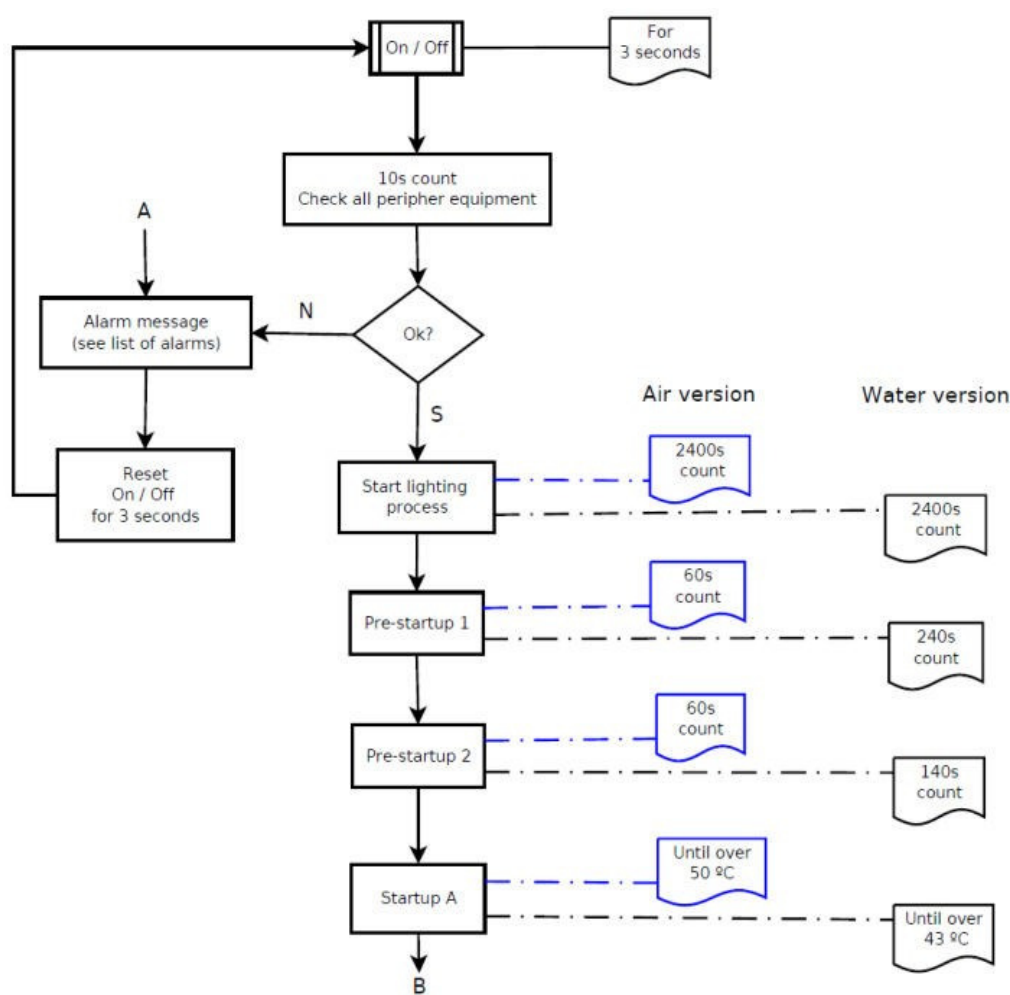 On / Off
For
3 seconds
10s count
Check all peripher equipment
A
Alarm message
(see list of alarms)
N
Ok?
S
Air version
Water version
Reset
On / Off
for 3 seconds
Start lighting
process
2400s
count
2400s
count
Pre-startup 1
60s
count
240s
count
Pre-startup 2
60s
count
140s
count
Startup A
Until over
50 ºC
Until over
43 ºC
B